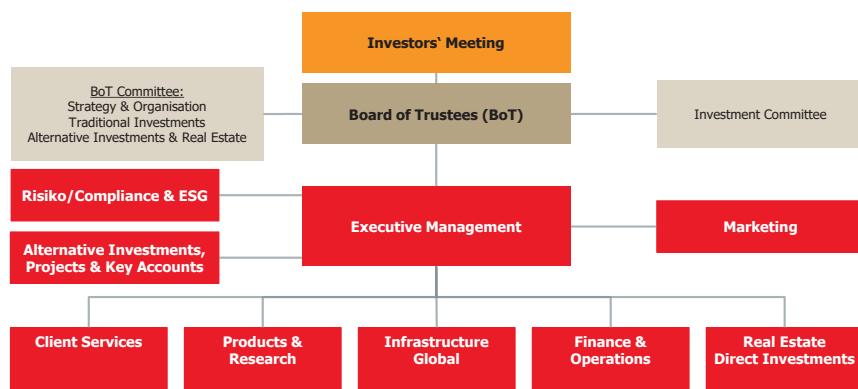 Investors‘ Meeting
BoT Committee:
Strategy & Organisation
Traditional Investments
Alternative Investments & Real Estate
Board of Trustees (BoT)
Investment Committee
Risiko/Compliance & ESG
Executive Management
Marketing
Alternative Investments,
Projects & Key Accounts
Client Services
Products &
Research
Infrastructure
Global
Finance &
Operations
Real Estate
Direct Investments